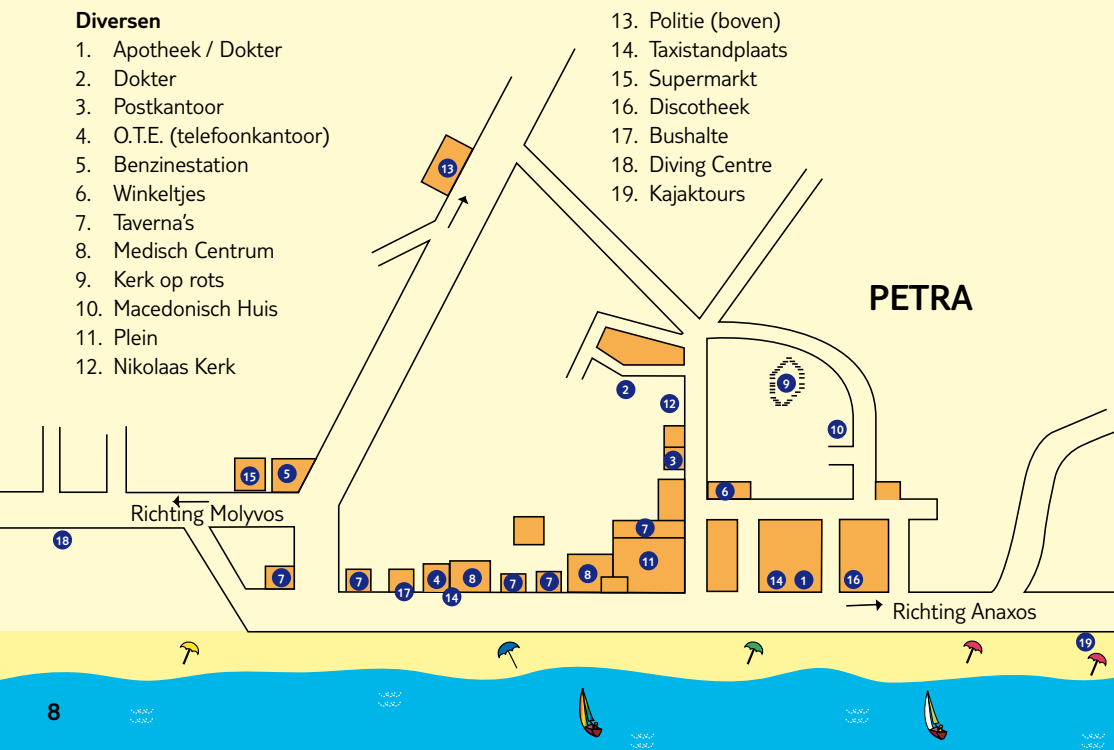 Diversen
1. Apotheek / Dokter
2. Dokter
3. Postkantoor
4. O.T.E. (telefoonkantoor)
5. Benzinestation
6. Winkeltjes
7. Taverna's
8. Medisch Centrum
9. Kerk op rots
10. Macedonisch Huis
11. Plein
12. Nikolaas Kerk
13. Politie (boven)
14. Taxistandplaats
15. Supermarkt
16. Discotheek
17. Bushalte
18. Diving Centre
19. Kajaktours
13
PETRA
2
9
12
10
3
15
5
6
Richting Molyvos
7
18
11
7
7
17
4
8
14
7
7
8
14
1
16
Richting Anaxos
19
8